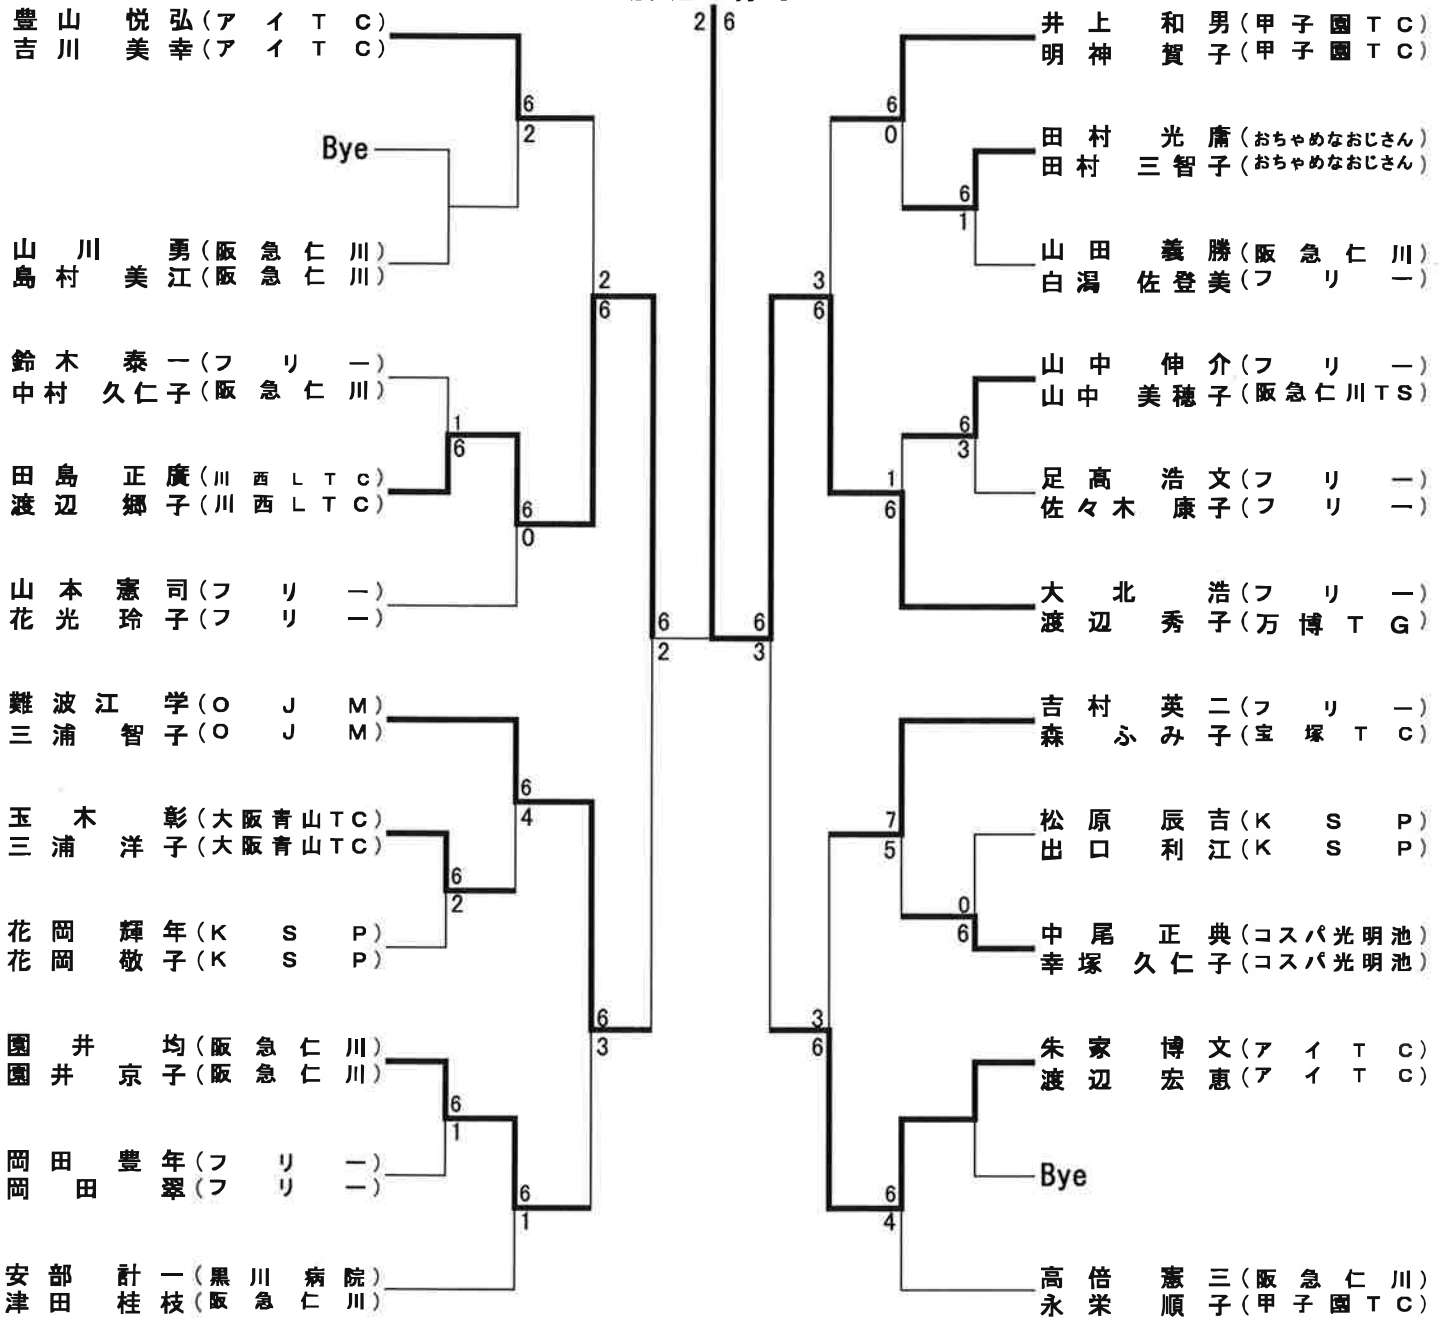 2 6
豊山 悦弘(アイTC)
吉川 美幸(アイTC)
6
2
Bye
山川 勇(阪急仁川)
島村 美江(阪急仁川)
2
6
鈴木 泰一(フリー)
中村 久仁子(阪急仁川)
1
6
田島 正廣(川西LTC)
渡辺 郷子(川西LTC)
6
0
山本 憲司(フリー)
花光 玲子(フリー)
6
2
難波江 学(OJM)
三浦 智子(OJM)
6
4
玉木 彰(大阪青山TC)
三浦 洋子(大阪青山TC)
6
2
花岡 輝年(KSP)
花岡 敬子(KSP)
6
3
園井 均(阪急仁川)
園井 京子(阪急仁川)
6
1
岡田 豊年(フリー)
岡田 翠(フリー)
6
1
安部 計一(黒川病院)
津田 桂枝(阪急仁川)
井上 和男(甲子園TC)
明神 賀子(甲子園TC)
6
0
田村 光庸(おちゃめなおじさん)
田村 三智子(おちゃめなおじさん)
6
1
山田 義勝(阪急仁川)
白潟 佐登美(フリー)
3
6
山中 伸介(フリー)
山中 美穂子(阪急仁川TS)
6
3
足高 浩文(フリー)
佐々木 康子(フリー)
1
6
大北 浩(フリー)
渡辺 秀子(万博TG)
6
3
吉村 英二(フリー)
森 ふみ子(宝塚TC)
7
5
松原 辰吉(KSP)
出口 利江(KSP)
0
6
中尾 正典(コスパ光明池)
幸塚 久仁子(コスパ光明池)
3
6
朱家 博文(アイTC)
渡辺 宏恵(アイTC)
Bye
6
4
高倍 憲三(阪急仁川)
永栄 順子(甲子園TC)